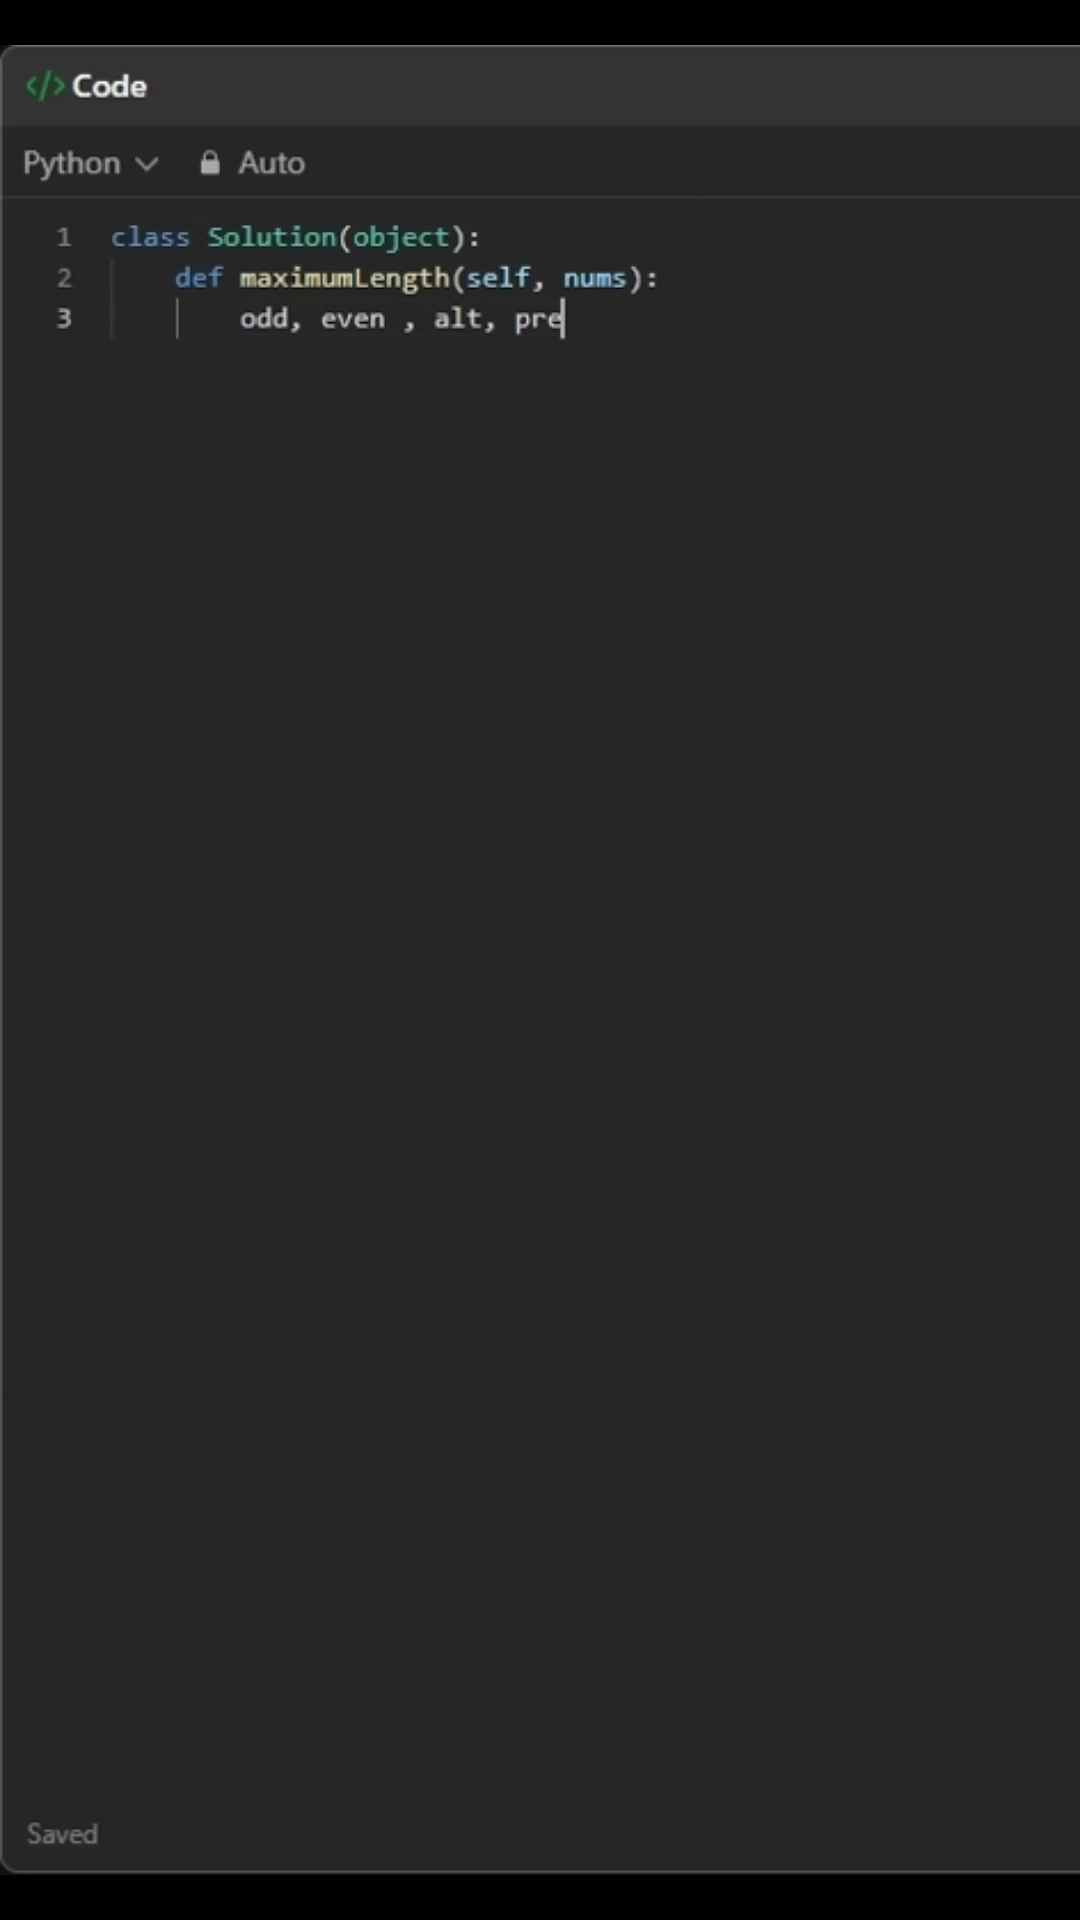 </> Code
Python Auto
1 class Solution(object):
2 def maximumLength(self, nums):
3 odd, even , alt, pre
Saved